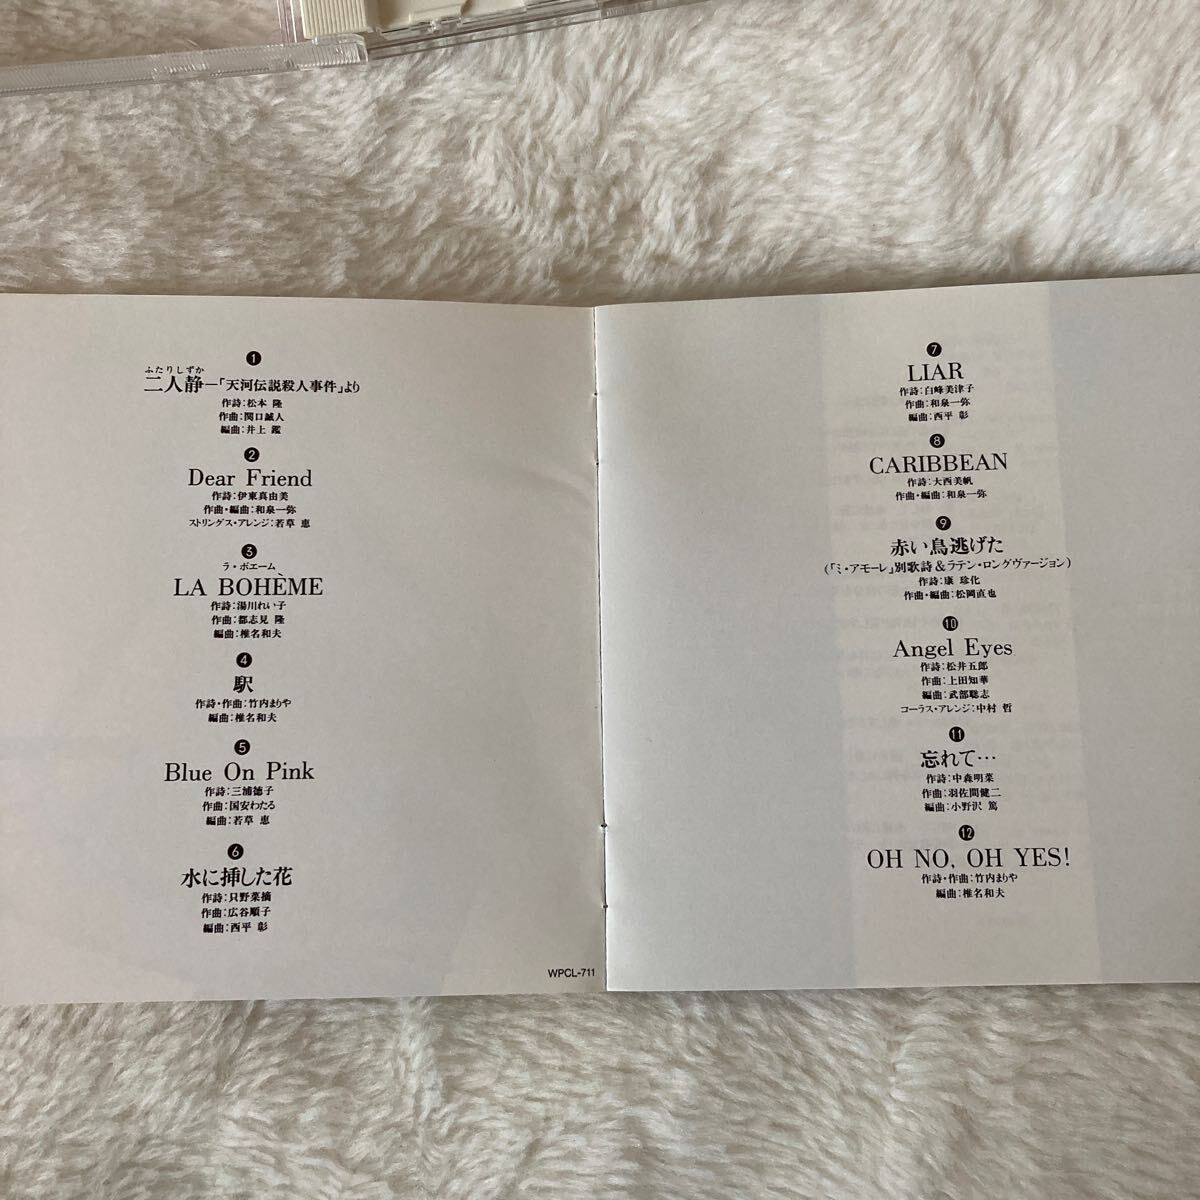 1
ふたりしずか
二人静―「天河伝説殺人事件」より
作詩:松本 隆
作曲:関口誠人
編曲:井上 鑑
2
Dear Friend
作詩:伊東真由美
作曲・編曲:和泉一弥
ストリングス・アレンジ:若草 恵
3
ラ・ボエーム
LA BOHÈME
作詩:湯川れい子
作曲:都志見 隆
編曲:椎名和夫
4
駅
作詩・作曲:竹内まりや
編曲:椎名和夫
5
Blue On Pink
作詩:三浦徳子
作曲:国安わたる
編曲:若草 恵
6
水に挿した花
作詩:只野菜摘
作曲:広谷順子
編曲:西平 彰
WPCL-711
7
LIAR
作詩:白峰美津子
作曲:和泉一弥
編曲:西平 彰
8
CARIBBEAN
作詩:大西美帆
作曲・編曲:和泉一弥
9
赤い鳥逃げた
(「ミ・アモーレ」別歌詩&ラテン・ロングヴァージョン)
作詩:康 珍化
作曲・編曲:松岡直也
10
Angel Eyes
作詩:松井五郎
作曲:上田知華
編曲:武部聡志
コーラス・アレンジ:中村 哲
11
忘れて…
作詩:中森明菜
作曲:羽佐間健二
編曲:小野沢 篤
12
OH NO, OH YES!
作詩・作曲:竹内まりや
編曲:椎名和夫